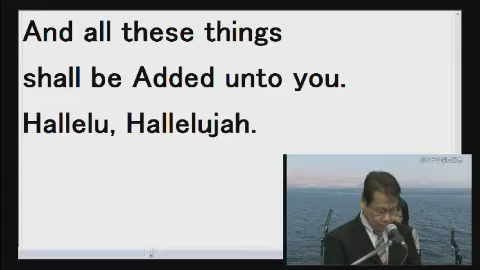 And all these things
shall be Added unto you.
Hallelu, Hallelujah.